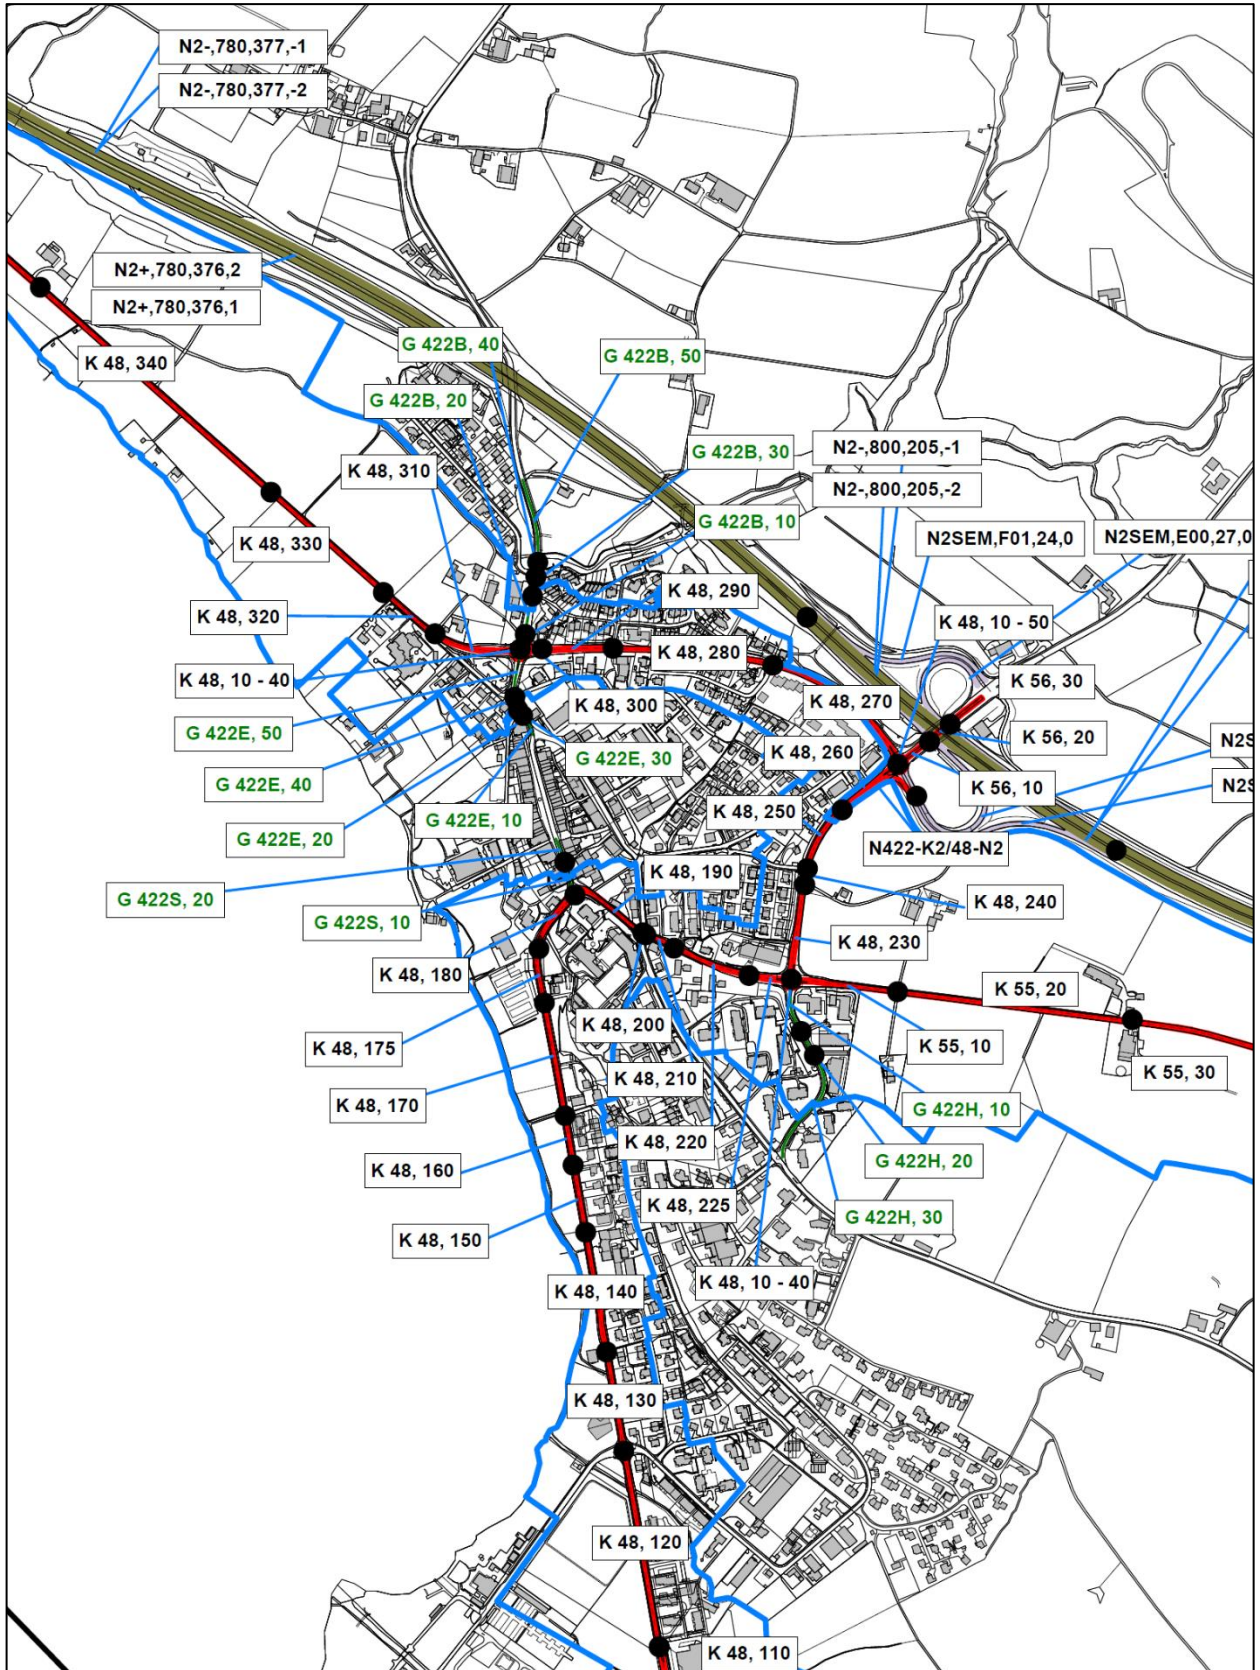 N2-,780,377,-1
N2-,780,377,-2
N2+,780,376,2
N2+,780,376,1
K 48, 340
G 422B, 40
G 422B, 50
G 422B, 20
G 422B, 30
N2-,800,205,-1
K 48, 310
N2-,800,205,-2
G 422B, 10
K 48, 330
N2SEM,F01,24,0
N2SEM,E00,27,0
K 48, 290
K 48, 320
K 48, 10 - 50
K 48, 280
K 48, 10 - 40
K 56, 30
K 48, 300
K 48, 270
G 422E, 50
K 56, 20
N2S
K 48, 260
G 422E, 30
G 422E, 40
K 56, 10
N2S
K 48, 250
G 422E, 10
G 422E, 20
N422-K2/48-N2
K 48, 190
G 422S, 20
K 48, 240
G 422S, 10
K 48, 230
K 48, 180
K 55, 20
K 48, 200
K 55, 10
K 48, 175
K 55, 30
K 48, 210
K 48, 170
G 422H, 10
K 48, 220
G 422H, 20
K 48, 160
K 48, 225
G 422H, 30
K 48, 150
K 48, 10 - 40
K 48, 140
K 48, 130
K 48, 120
K 48, 110